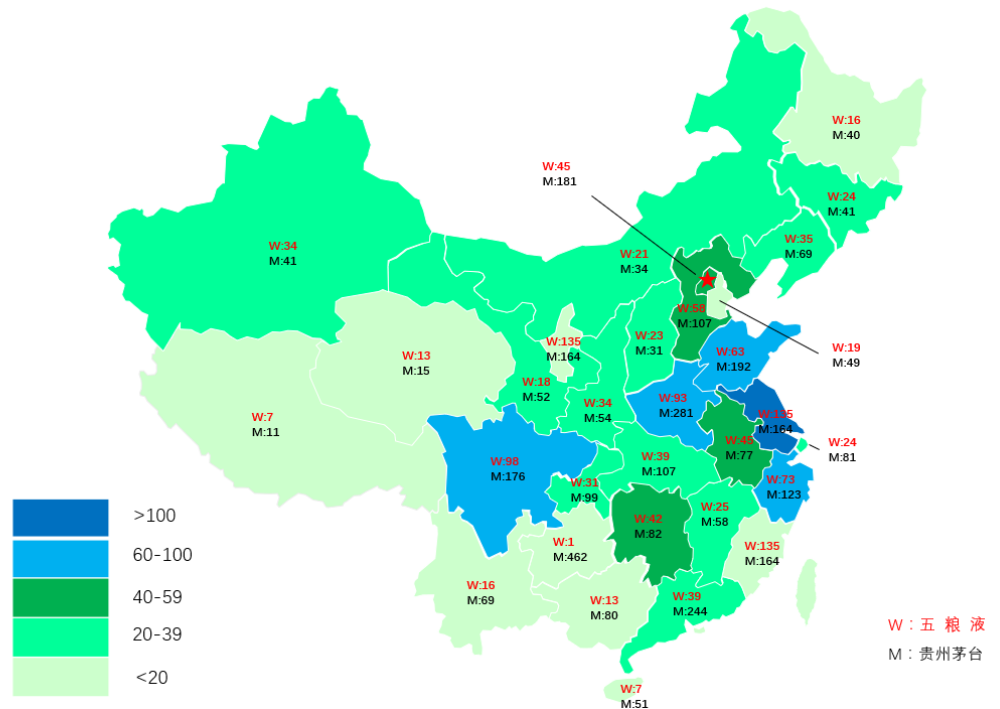 W:16
M:40
W:45
M:181
W:24
M:41
W:35
M:69
W:34
M:41
W:21
M:34
W:58
M:107
W:23
M:31
W:135
M:164
W:13
M:15
W:63
M:192
W:19
M:49
W:18
M:52
W:93
M:281
W:34
M:54
W:7
M:11
W:135
M:164
W:45
M:77
W:24
M:81
W:98
M:176
W:39
M:107
W:73
M:123
W:31
M:99
W:25
M:58
W:42
M:82
W:1
M:462
W:135
M:164
W:16
M:69
W:13
M:80
W:39
M:244
W:7
M:51
>100
60-100
40-59
20-39
<20
W:五 粮 液
M:贵州茅台